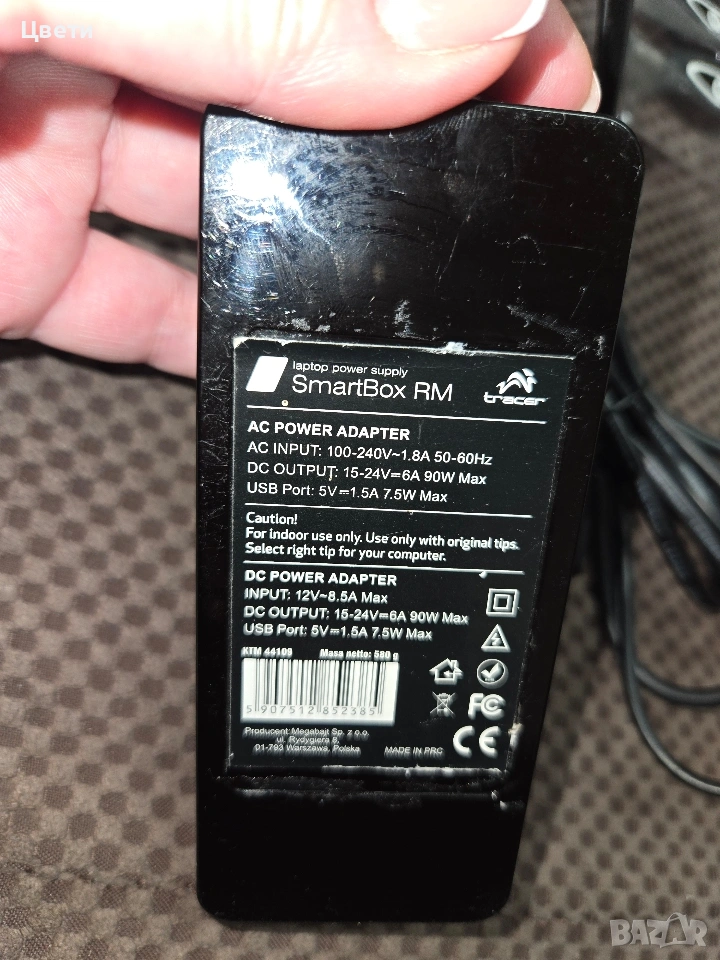 Цвети
laptop power supply
SmartBox RM
tracer
AC POWER ADAPTER
AC INPUT: 100-240V~1.8A 50-60Hz
DC OUTPUT: 15-24V⎓6A 90W Max
USB Port: 5V⎓1.5A 7.5W Max
Caution!
For indoor use only. Use only with original tips.
Select right tip for your computer.
DC POWER ADAPTER
INPUT: 12V~8.5A Max
DC OUTPUT: 15-24V⎓6A 90W Max
USB Port: 5V⎓1.5A 7.5W Max
KTM 44109 Masa netto: 580 g
5 907512 852385
Producent: Megabajt Sp. z o.o.
ul. Rydygiera 8,
01-793 Warszawa, Polska
MADE IN PRC
FC
CE
BAZAR